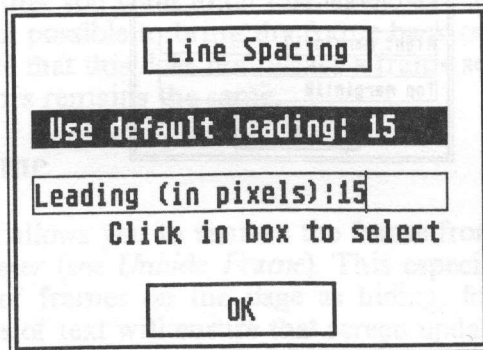 Line Spacing
Use default leading: 15
Leading (in pixels):15
Click in box to select
OK